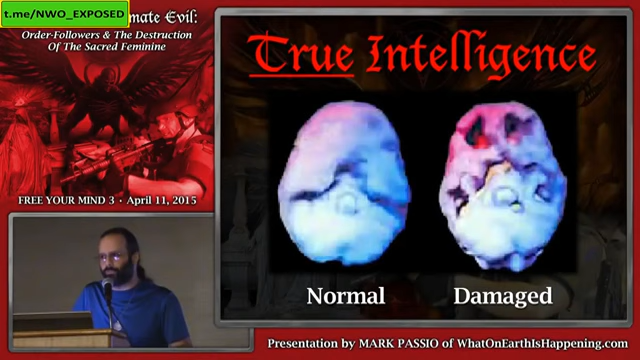 t.me/NWO_EXPOSED
mate Evil:
Order-Followers & The Destruction
Of The Sacred Feminine
True Intelligence
FREE YOUR MIND 3 · April 11, 2015
Normal
Damaged
Presentation by MARK PASSIO of WhatOnEarthIsHappening.com